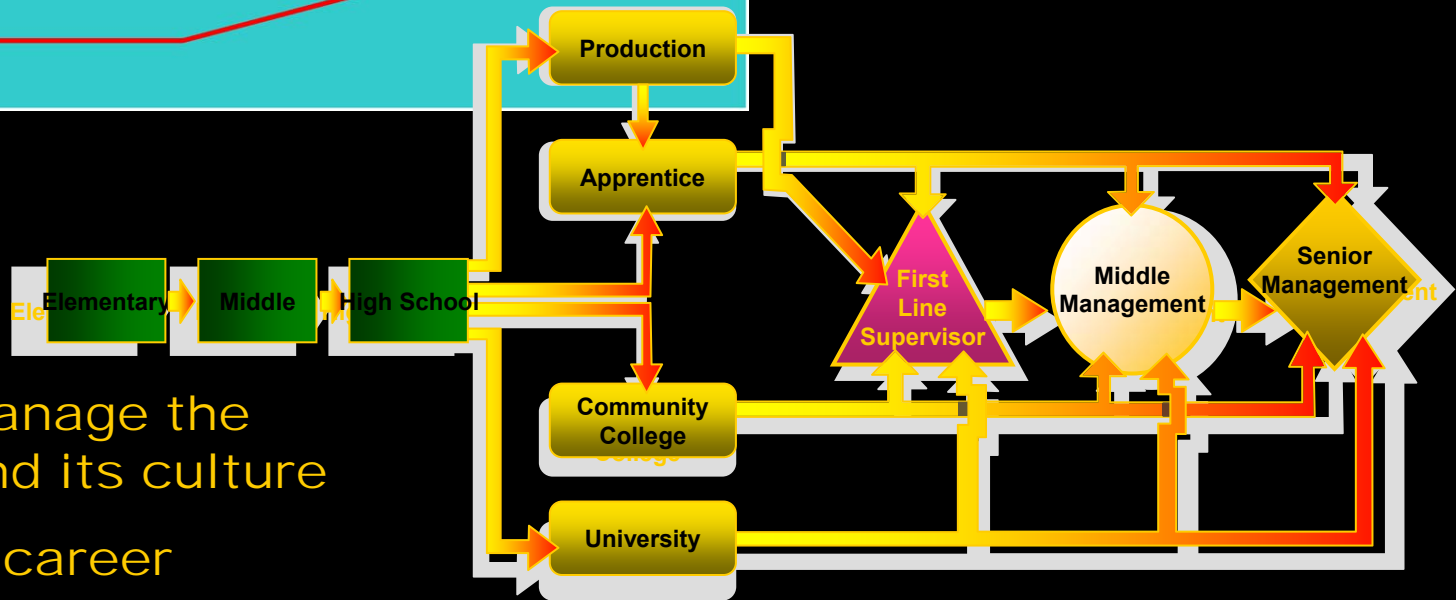 Production
Apprentice
Elementary
Middle
High School
First
Line
Supervisor
Middle
Management
Senior
Management
Community
College
University
anage the
nd its culture
career